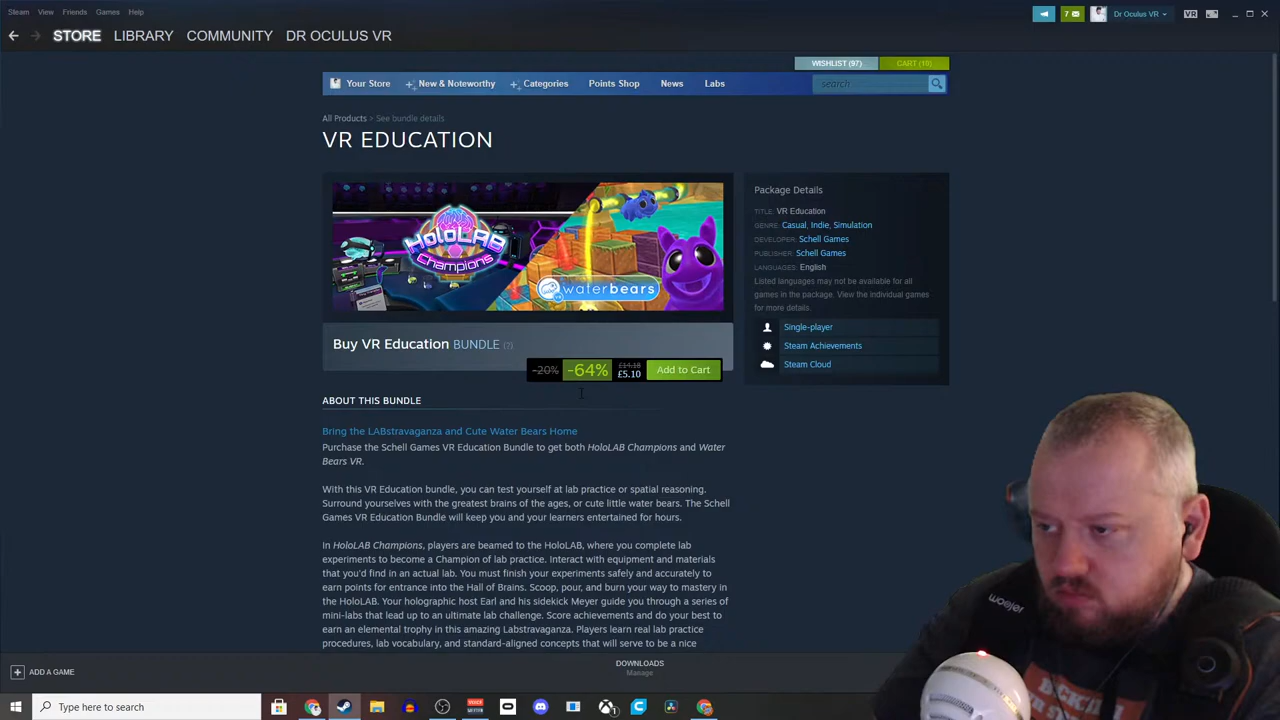 Steam View Friends Games Help
7 Dr Oculus VR VR
STORE LIBRARY COMMUNITY DR OCULUS VR
WISHLIST (97) CART (19)
Your Store New & Noteworthy Categories Points Shop News Labs search
All Products > See bundle details
VR EDUCATION
HOLOLAB
Champions
waterbears
VR
Package Details
TITLE: VR Education
GENRE: Casual, Indie, Simulation
DEVELOPER: Schell Games
PUBLISHER: Schell Games
LANGUAGES: English
Listed languages may not be available for all
games in the package. View the individual games
for more details.
Single-player
Steam Achievements
Steam Cloud
Buy VR Education BUNDLE (?)
-20% -64% £14.18 £5.10 Add to Cart
ABOUT THIS BUNDLE
Bring the LABstravaganza and Cute Water Bears Home
Purchase the Schell Games VR Education Bundle to get both HoloLAB Champions and Water
Bears VR.
With this VR Education bundle, you can test yourself at lab practice or spatial reasoning.
Surround yourselves with the greatest brains of the ages, or cute little water bears. The Schell
Games VR Education Bundle will keep you and your learners entertained for hours.
In HoloLAB Champions, players are beamed to the HoloLAB, where you complete lab
experiments to become a Champion of lab practice. Interact with equipment and materials
that you'd find in an actual lab. You must finish your experiments safely and accurately to
earn points for entrance into the Hall of Brains. Scoop, pour, and burn your way to mastery in
the HoloLAB. Your holographic host Earl and his sidekick Meyer guide you through a series of
mini-labs that lead up to an ultimate lab challenge. Score achievements and do your best to
earn an elemental trophy in this amazing Labstravaganza. Players learn real lab practice
procedures, lab vocabulary, and standard-aligned concepts that will serve to be a nice
woojer
ADD A GAME
DOWNLOADS
Manage
Type here to search